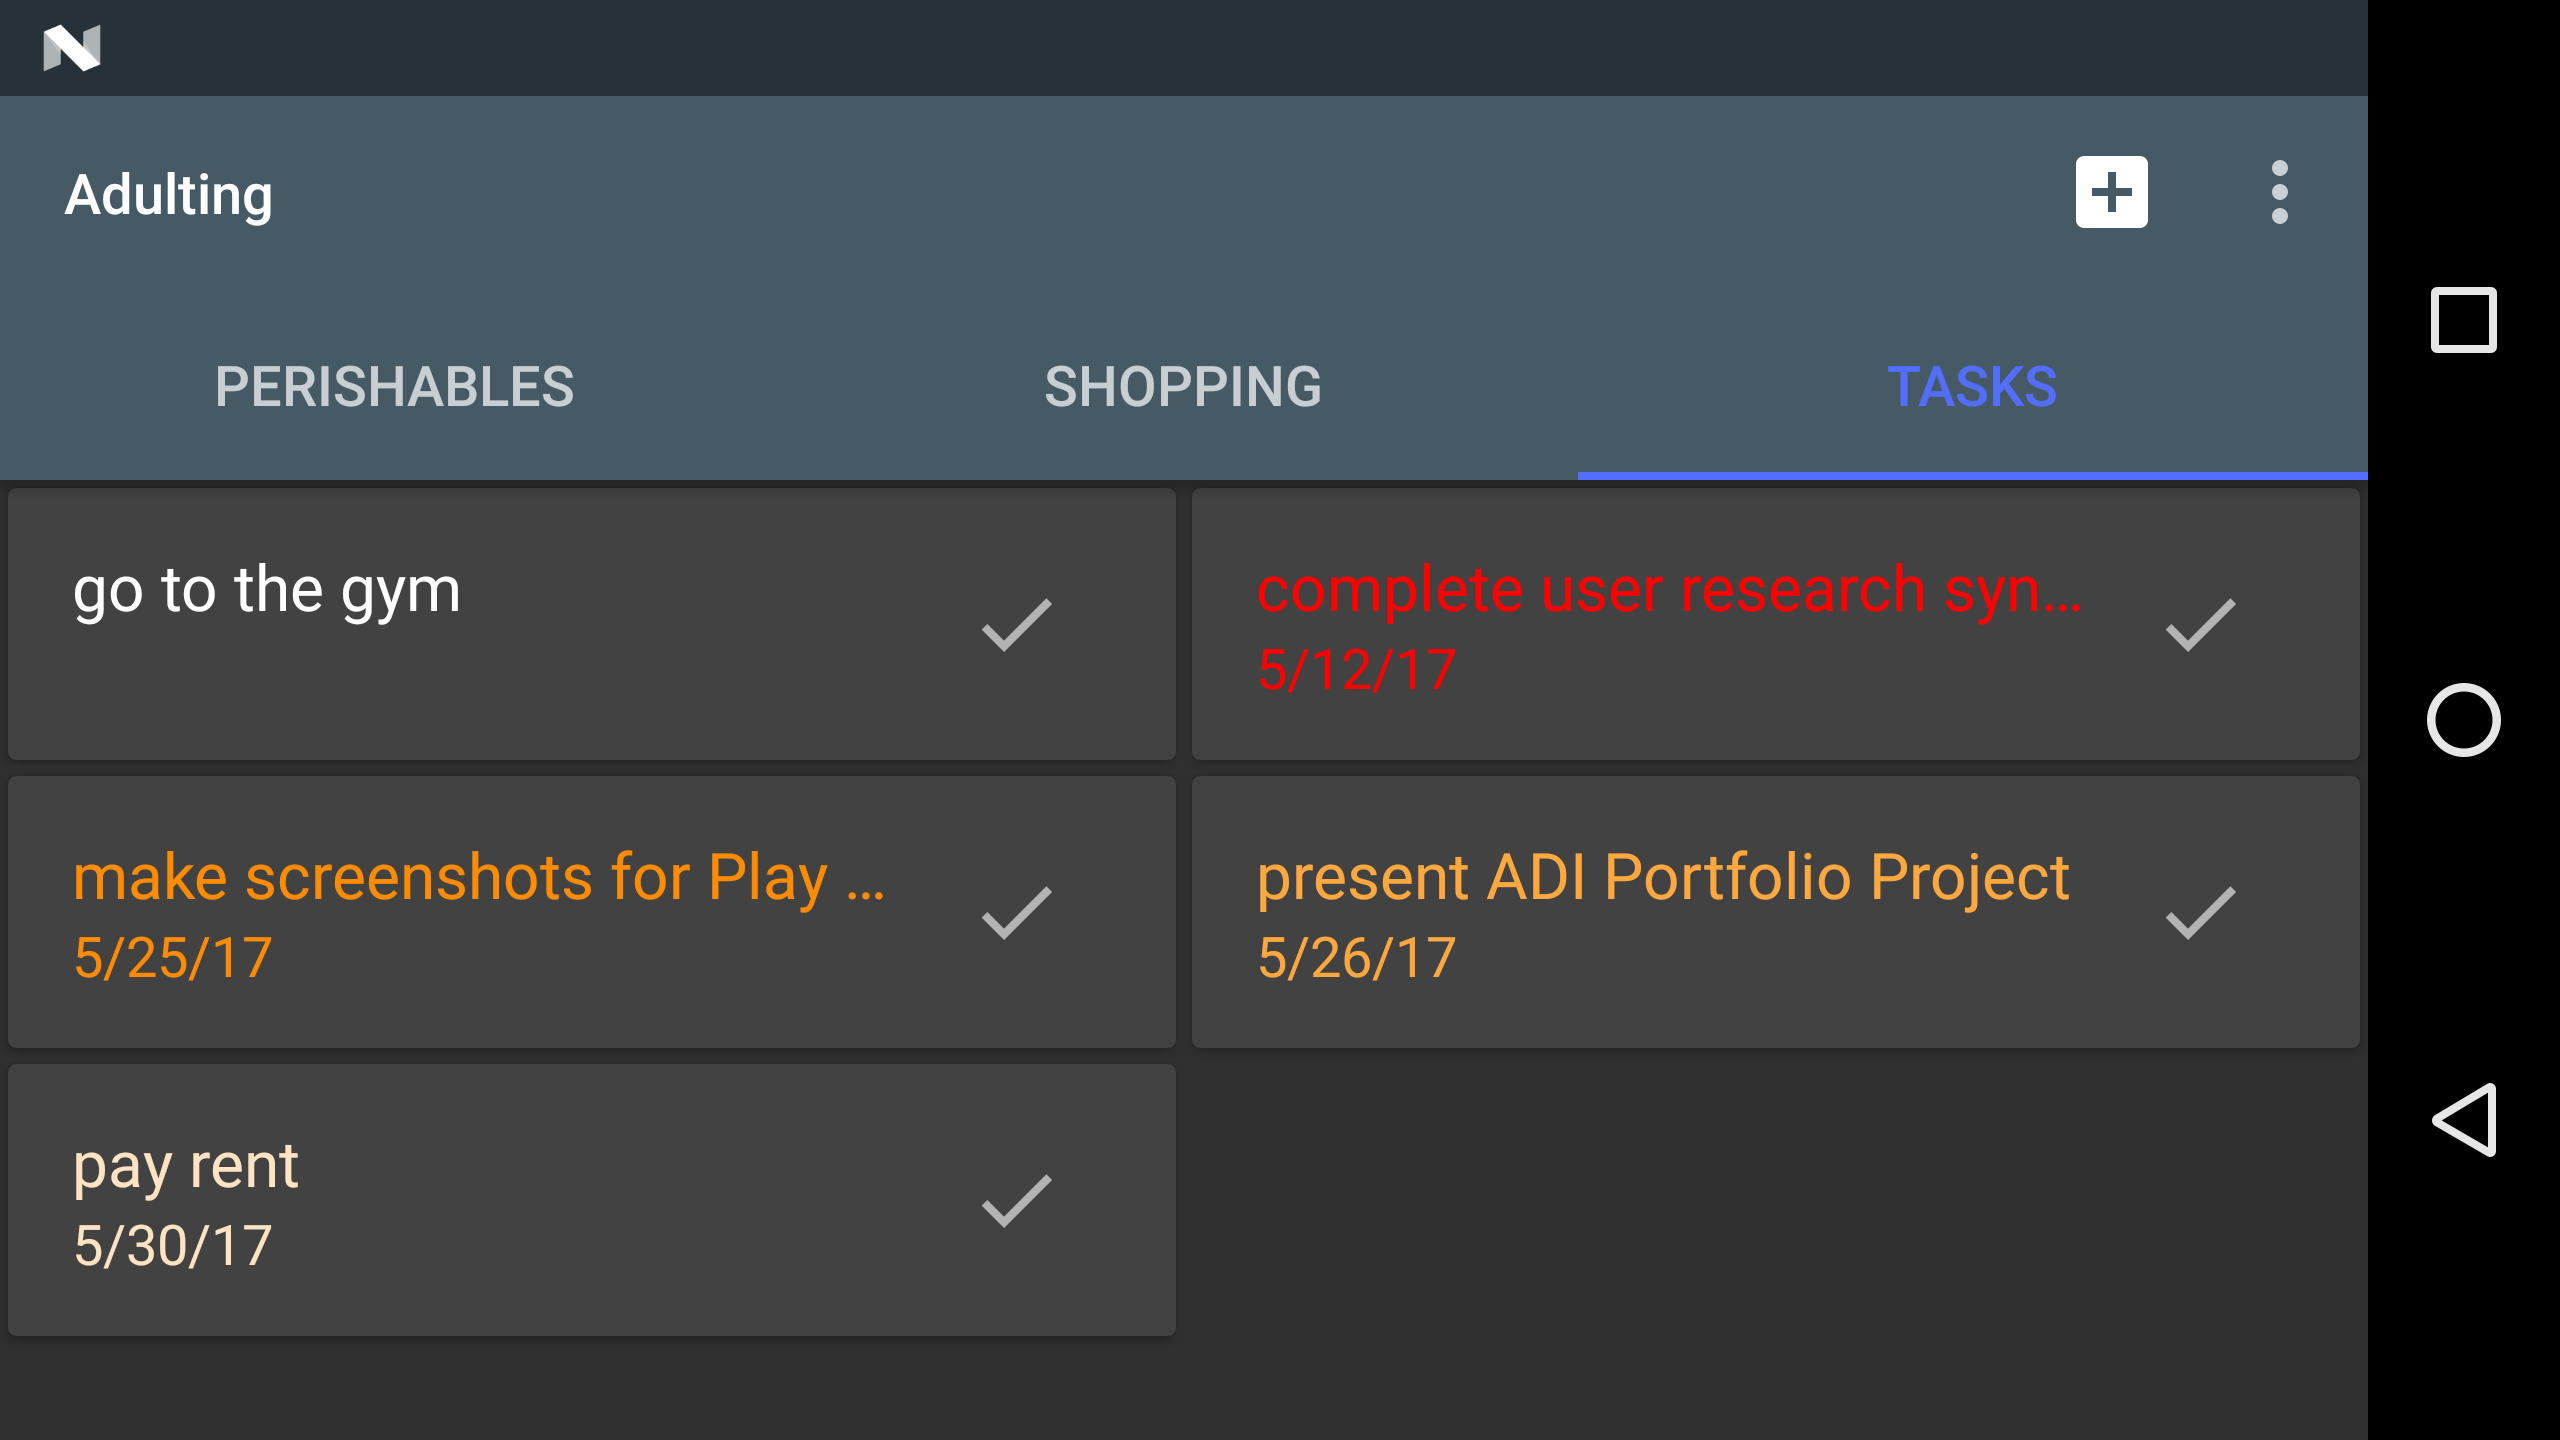 Adulting
PERISHABLES
SHOPPING
TASKS
go to the gym
complete user research syn...
5/12/17
make screenshots for Play ...
5/25/17
present ADI Portfolio Project
5/26/17
pay rent
5/30/17